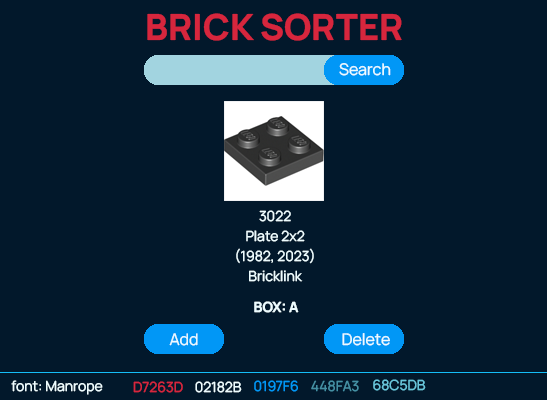 BRICK SORTER
Search
3022
Plate 2x2
(1982, 2023)
Bricklink
BOX: A
Add Delete
font: Manrope D7263D 02182B 0197F6 448FA3 68C5DB